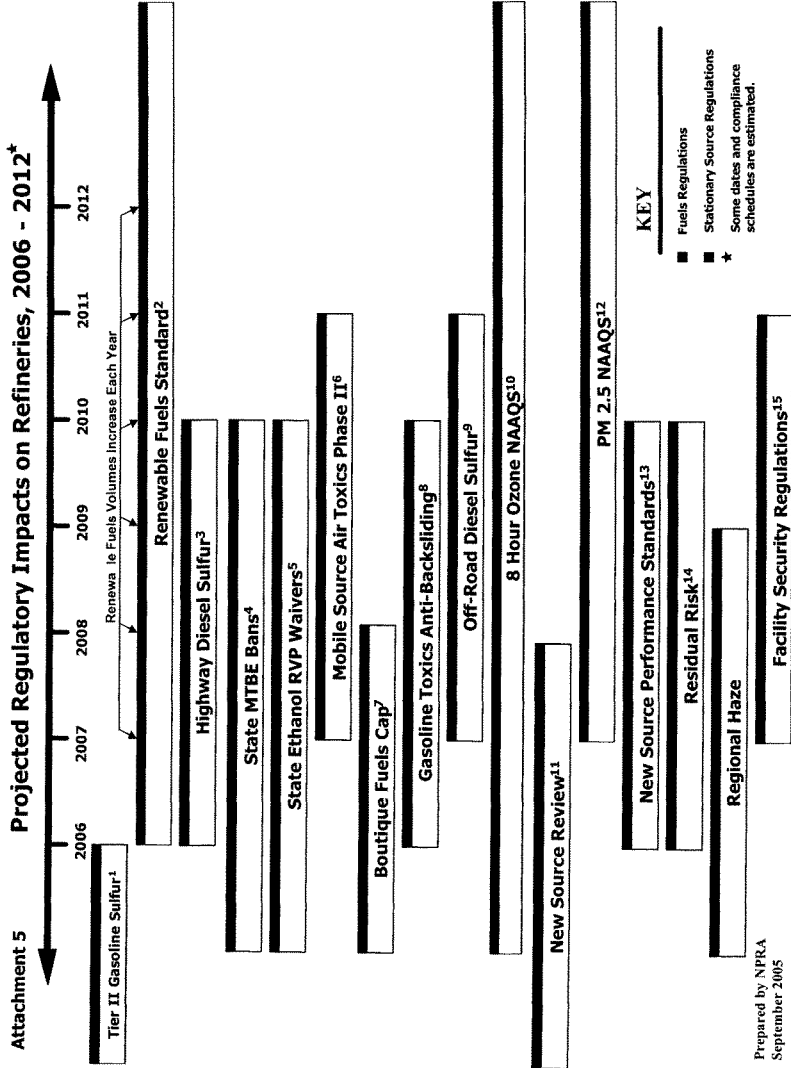 Attachment 5
Projected Regulatory Impacts on Refineries, 2006 - 2012★
2006 2007 2008 2009 2010 2011 2012
Renewa le Fuels Volumes Increase Each Year
Tier II Gasoline Sulfur¹
Renewable Fuels Standard²
Highway Diesel Sulfur³
State MTBE Bans⁴
State Ethanol RVP Waivers⁵
Mobile Source Air Toxics Phase II⁶
Boutique Fuels Cap⁷
Gasoline Toxics Anti-Backsliding⁸
Off-Road Diesel Sulfur⁹
8 Hour Ozone NAAQS¹⁰
New Source Review¹¹
PM 2.5 NAAQS¹²
New Source Performance Standards¹³
Residual Risk¹⁴
Regional Haze
Facility Security Regulations¹⁵
KEY
■ Fuels Regulations
■ Stationary Source Regulations
★ Some dates and compliance
schedules are estimated.
Prepared by NPRA
September 2005